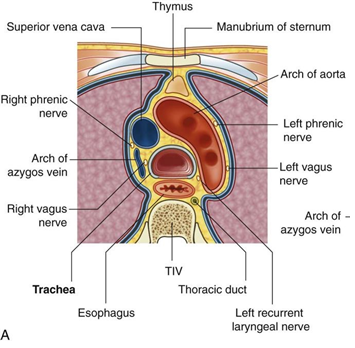 Thymus
Superior vena cava
Manubrium of sternum
Arch of aorta
Right phrenic
nerve
Left phrenic
nerve
Arch of
azygos vein
Left vagus
nerve
Right vagus
nerve
Arch of
azygos vein
TIV
Trachea
Thoracic duct
Esophagus
Left recurrent
laryngeal nerve
A